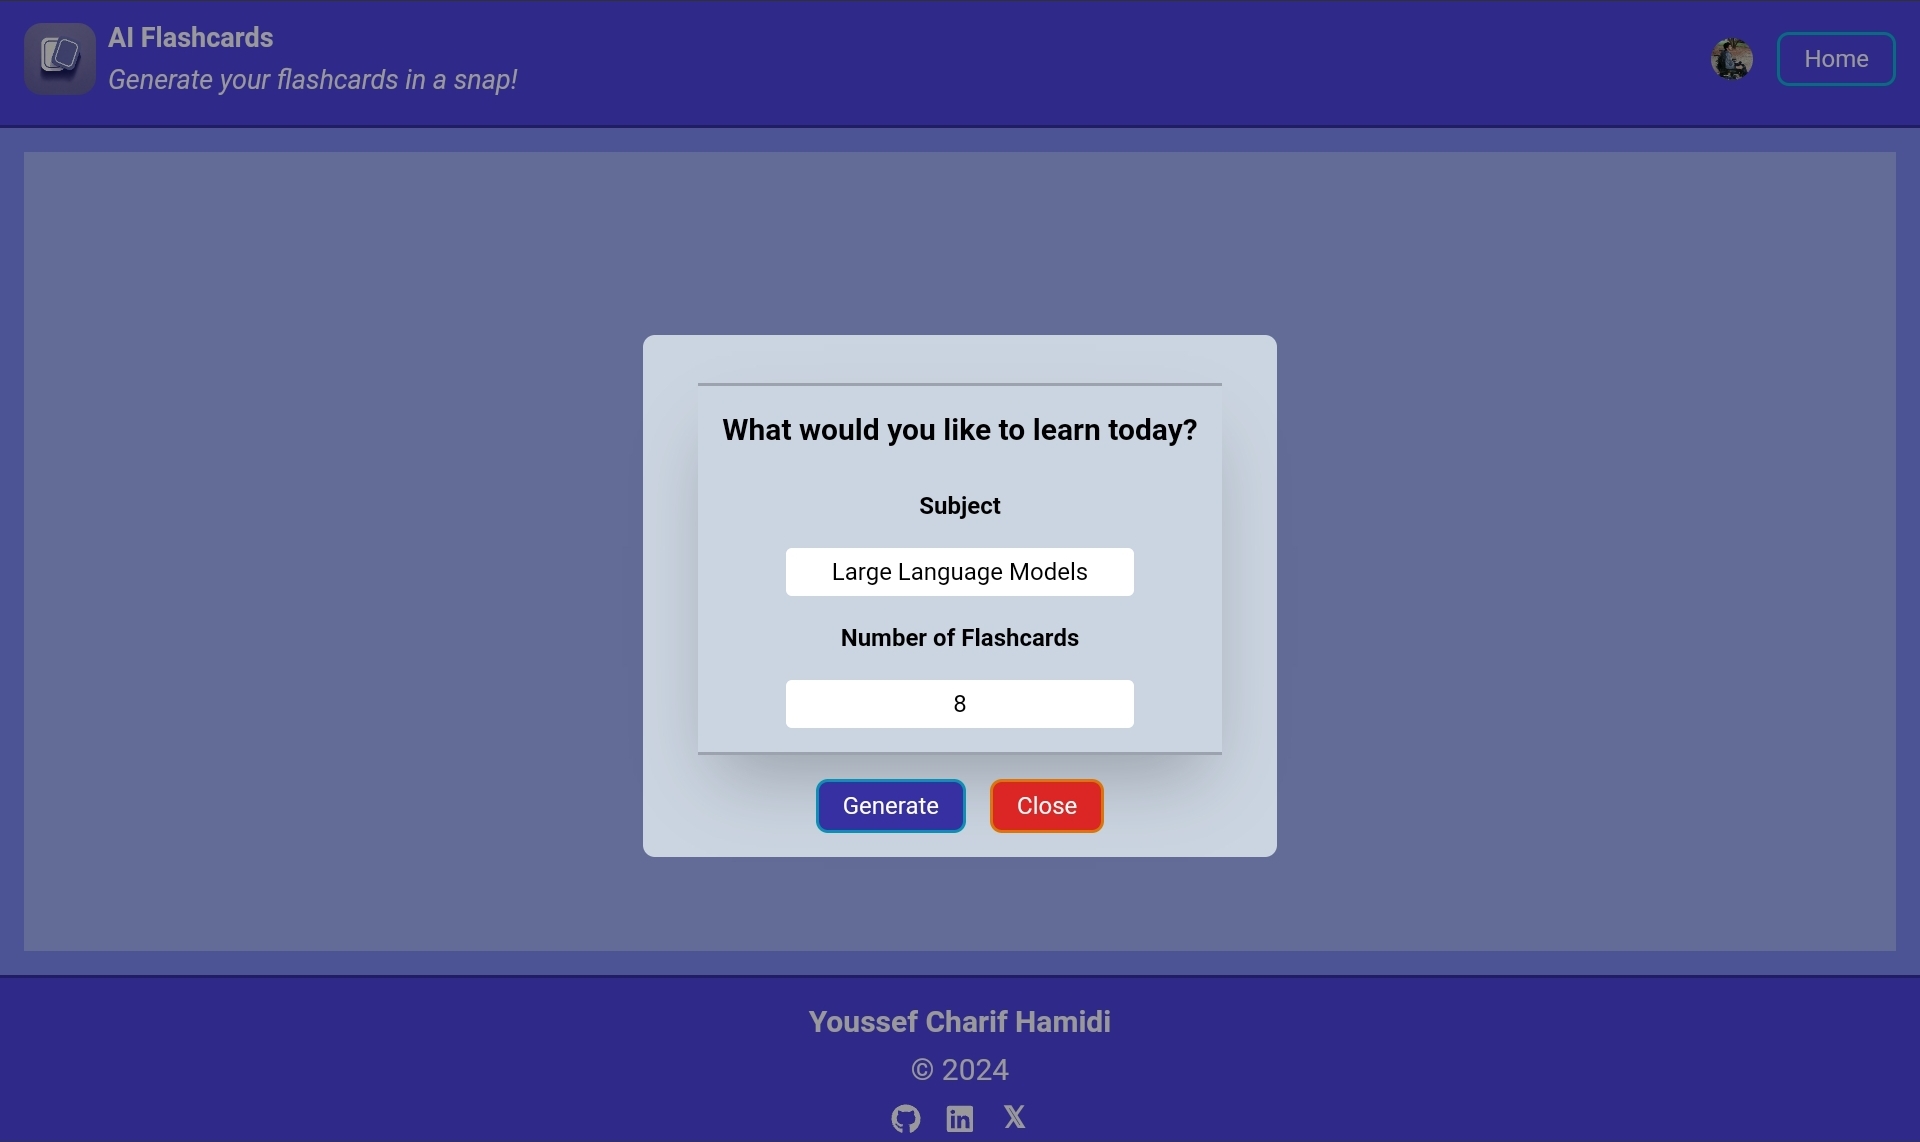 AI Flashcards
Generate your flashcards in a snap!
Home
What would you like to learn today?
Subject
Large Language Models
Number of Flashcards
8
Generate
Close
Youssef Charif Hamidi
© 2024